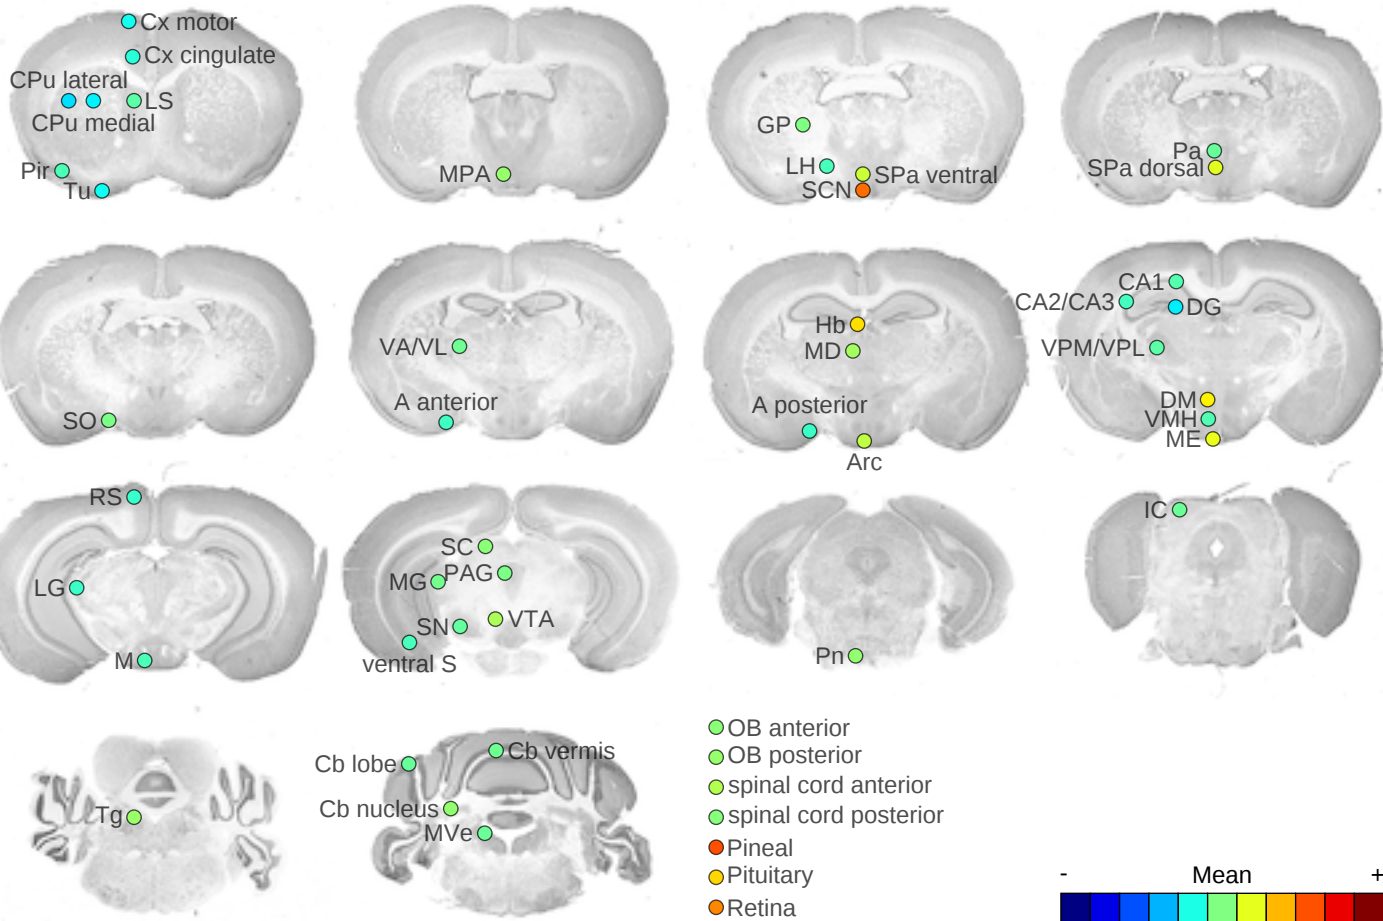 Cx motor
Cx cingulate
CPu lateral
LS
CPu medial
Pir
Tu
MPA
GP
LH
SPa ventral
SCN
Pa
SPa dorsal
SO
VA/VL
A anterior
Hb
MD
A posterior
Arc
CA1
CA2/CA3
DG
VPM/VPL
DM
VMH
ME
RS
LG
M
SC
MG
PAG
SN
VTA
ventral S
Pn
IC
Tg
Cb lobe
Cb vermis
Cb nucleus
MVe
OB anterior
OB posterior
spinal cord anterior
spinal cord posterior
Pineal
Pituitary
Retina
- Mean +